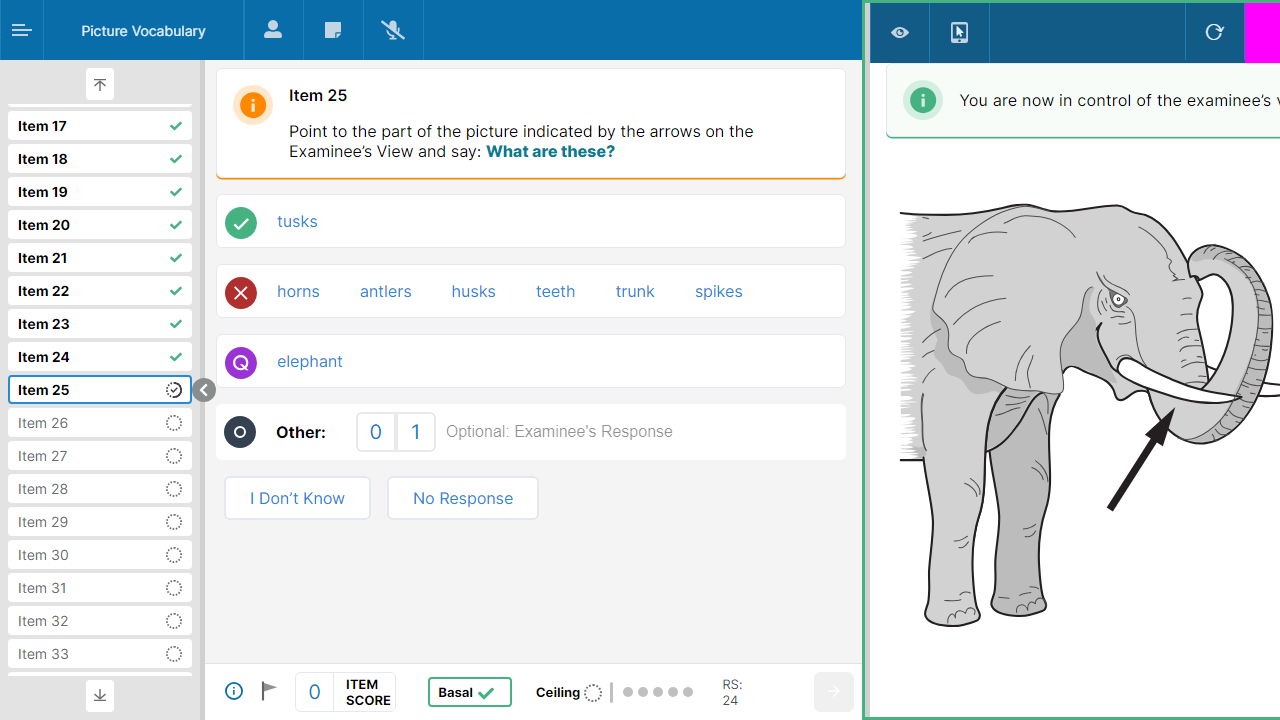 Picture Vocabulary
Item 17
Item 18
Item 19
Item 20
Item 21
Item 22
Item 23
Item 24
Item 25
Item 26
Item 27
Item 28
Item 29
Item 30
Item 31
Item 32
Item 33
Item 25
Point to the part of the picture indicated by the arrows on the
Examinee’s View and say: What are these?
tusks
horns antlers husks teeth trunk spikes
Q elephant
Other: 0 1 Optional: Examinee's Response
I Don’t Know No Response
0 ITEM
SCORE
Basal
Ceiling
RS:
24
You are now in control of the examinee’s